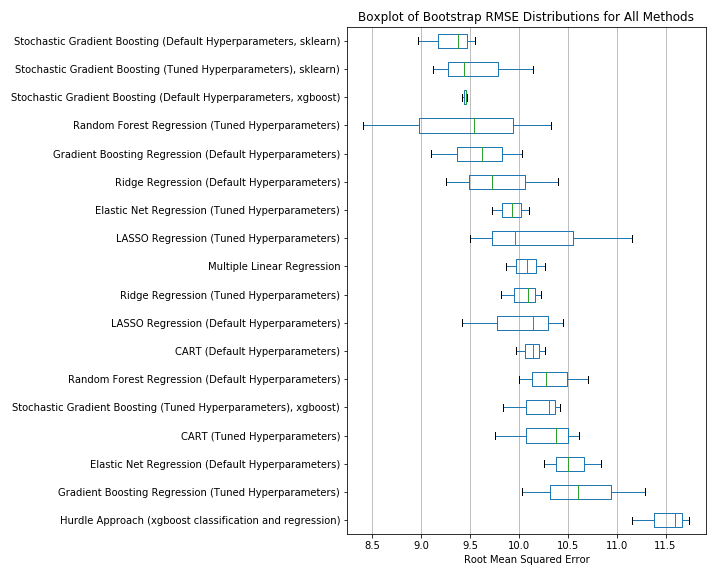 Boxplot of Bootstrap RMSE Distributions for All Methods
Stochastic Gradient Boosting (Default Hyperparameters, sklearn)
Stochastic Gradient Boosting (Tuned Hyperparameters), sklearn)
Stochastic Gradient Boosting (Default Hyperparameters, xgboost)
Random Forest Regression (Tuned Hyperparameters)
Gradient Boosting Regression (Default Hyperparameters)
Ridge Regression (Default Hyperparameters)
Elastic Net Regression (Tuned Hyperparameters)
LASSO Regression (Tuned Hyperparameters)
Multiple Linear Regression
Ridge Regression (Tuned Hyperparameters)
LASSO Regression (Default Hyperparameters)
CART (Default Hyperparameters)
Random Forest Regression (Default Hyperparameters)
Stochastic Gradient Boosting (Tuned Hyperparameters), xgboost)
CART (Tuned Hyperparameters)
Elastic Net Regression (Default Hyperparameters)
Gradient Boosting Regression (Tuned Hyperparameters)
Hurdle Approach (xgboost classification and regression)
8.5 9.0 9.5 10.0 10.5 11.0 11.5
Root Mean Squared Error